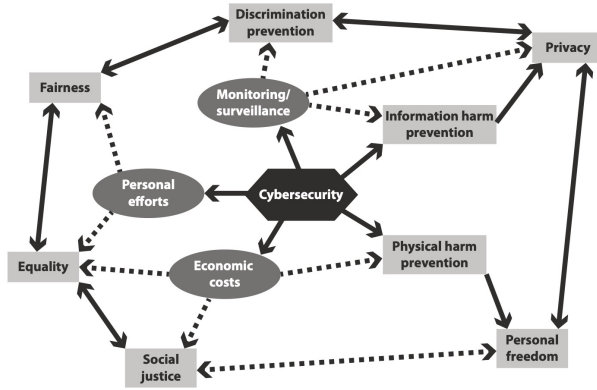 Discrimination
prevention
Privacy
Fairness
Monitoring/
surveillance
Information harm
prevention
Personal
efforts
Cybersecurity
Physical harm
prevention
Equality
Economic
costs
Personal
freedom
Social
justice